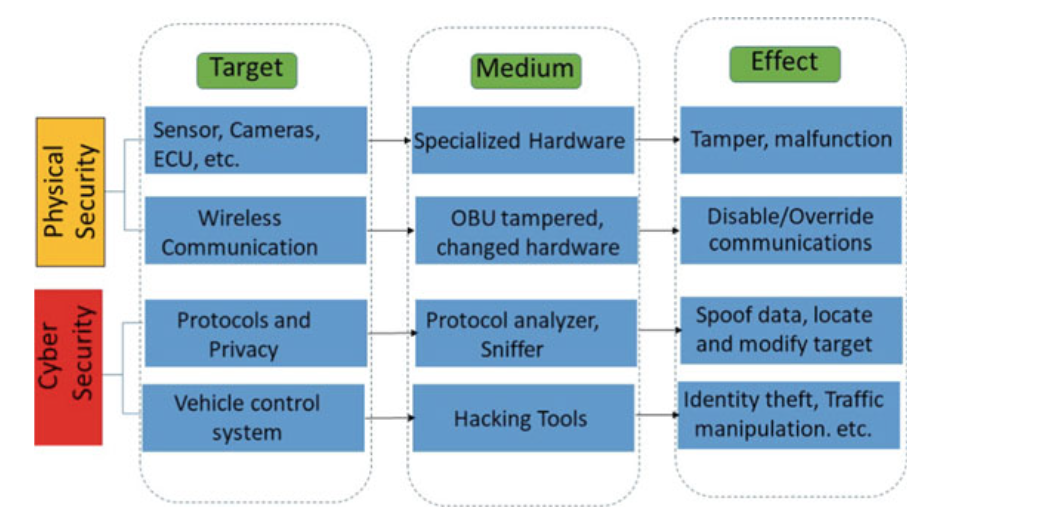 Target
Medium
Effect
Physical
Security
Sensor, Cameras,
ECU, etc.
Specialized Hardware
Tamper, malfunction
Wireless
Communication
OBU tampered,
changed hardware
Disable/Override
communications
Cyber
Security
Protocols and
Privacy
Protocol analyzer,
Sniffer
Spoof data, locate
and modify target
Vehicle control
system
Hacking Tools
Identity theft, Traffic
manipulation. etc.